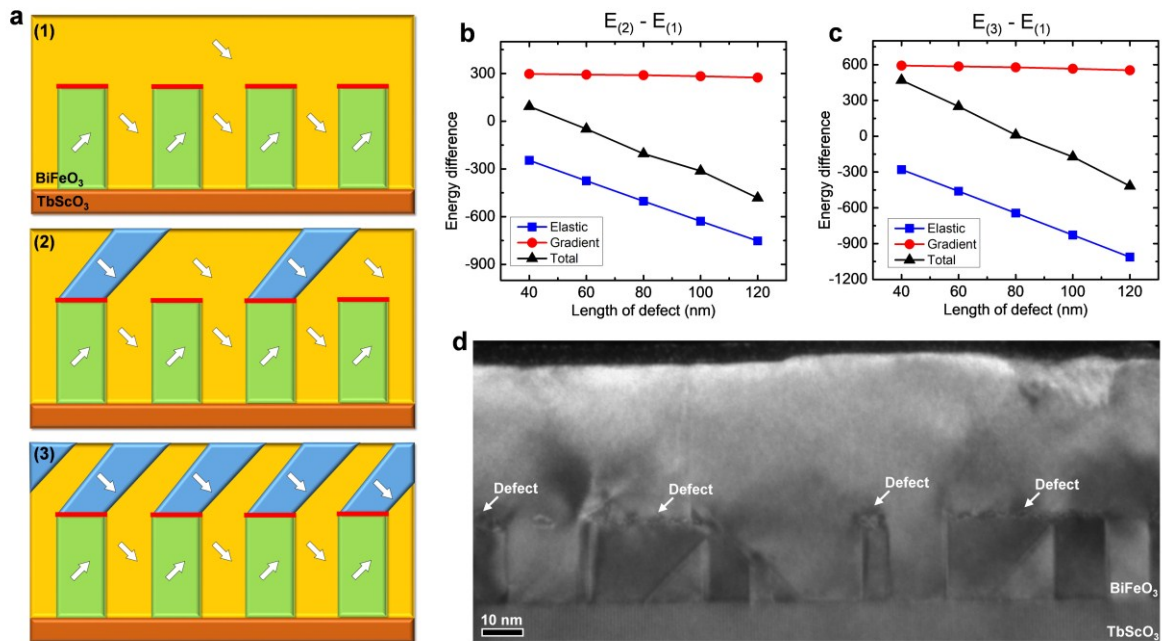 a
(1)
BiFeO₃
TbScO₃
(2)
(3)
b
E(2) - E(1)
Energy difference
300
0
-300
-600
-900
Elastic
Gradient
Total
40 60 80 100 120
Length of defect (nm)
c
E(3) - E(1)
Energy difference
600
300
0
-300
-600
-900
-1200
Elastic
Gradient
Total
40 60 80 100 120
Length of defect (nm)
d
Defect
Defect
Defect
Defect
BiFeO₃
10 nm
TbScO₃